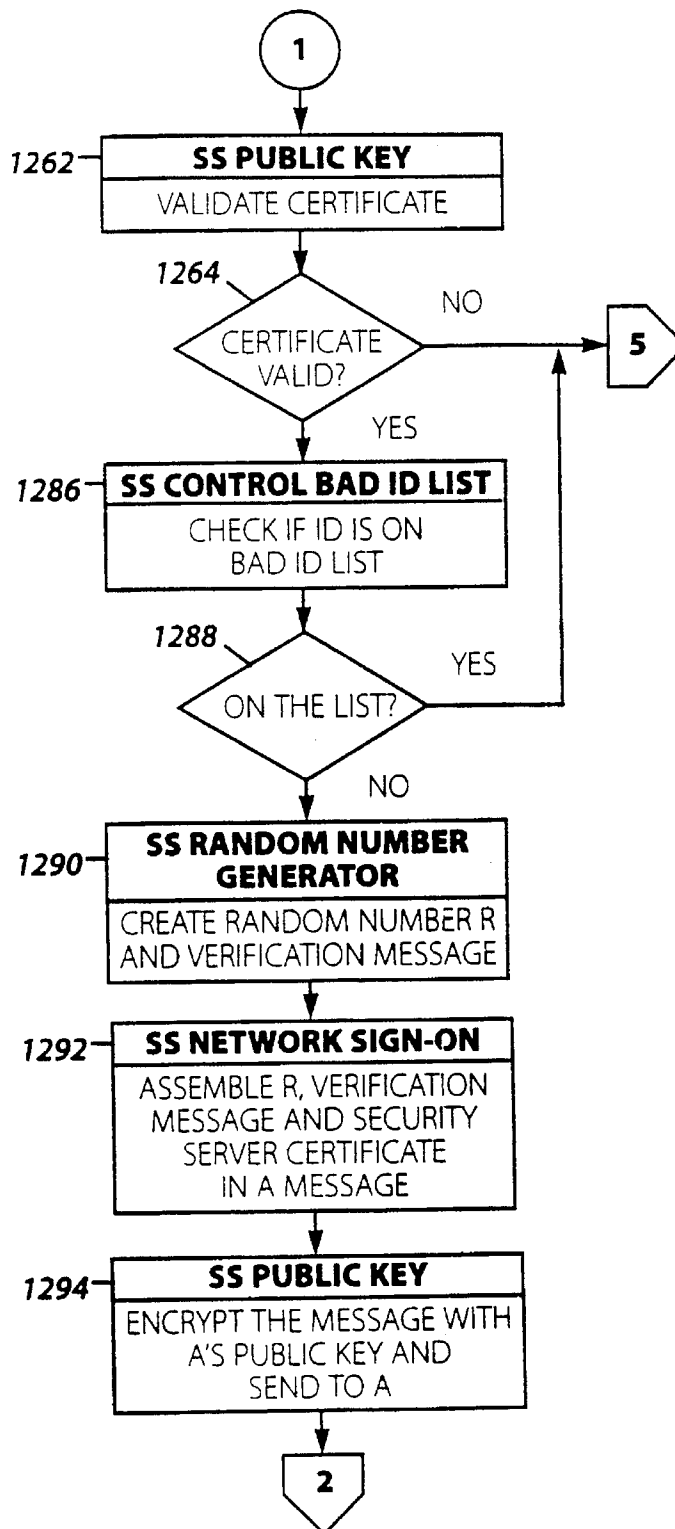 1
1262
SS PUBLIC KEY
VALIDATE CERTIFICATE
1264
CERTIFICATE
VALID?
NO
5
YES
1286
SS CONTROL BAD ID LIST
CHECK IF ID IS ON
BAD ID LIST
1288
ON THE LIST?
YES
NO
1290
SS RANDOM NUMBER
GENERATOR
CREATE RANDOM NUMBER R
AND VERIFICATION MESSAGE
1292
SS NETWORK SIGN-ON
ASSEMBLE R, VERIFICATION
MESSAGE AND SECURITY
SERVER CERTIFICATE
IN A MESSAGE
1294
SS PUBLIC KEY
ENCRYPT THE MESSAGE WITH
A'S PUBLIC KEY AND
SEND TO A
2